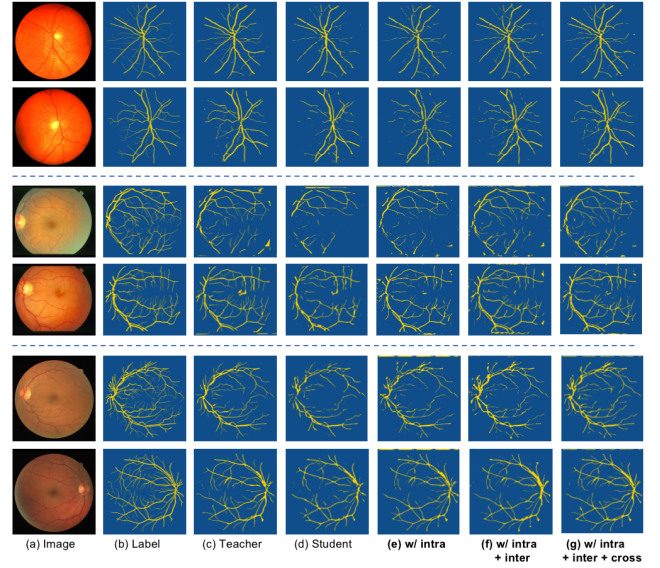 (a) Image (b) Label (c) Teacher (d) Student (e) w/ intra (f) w/ intra (g) w/ intra
+ inter + inter + cross